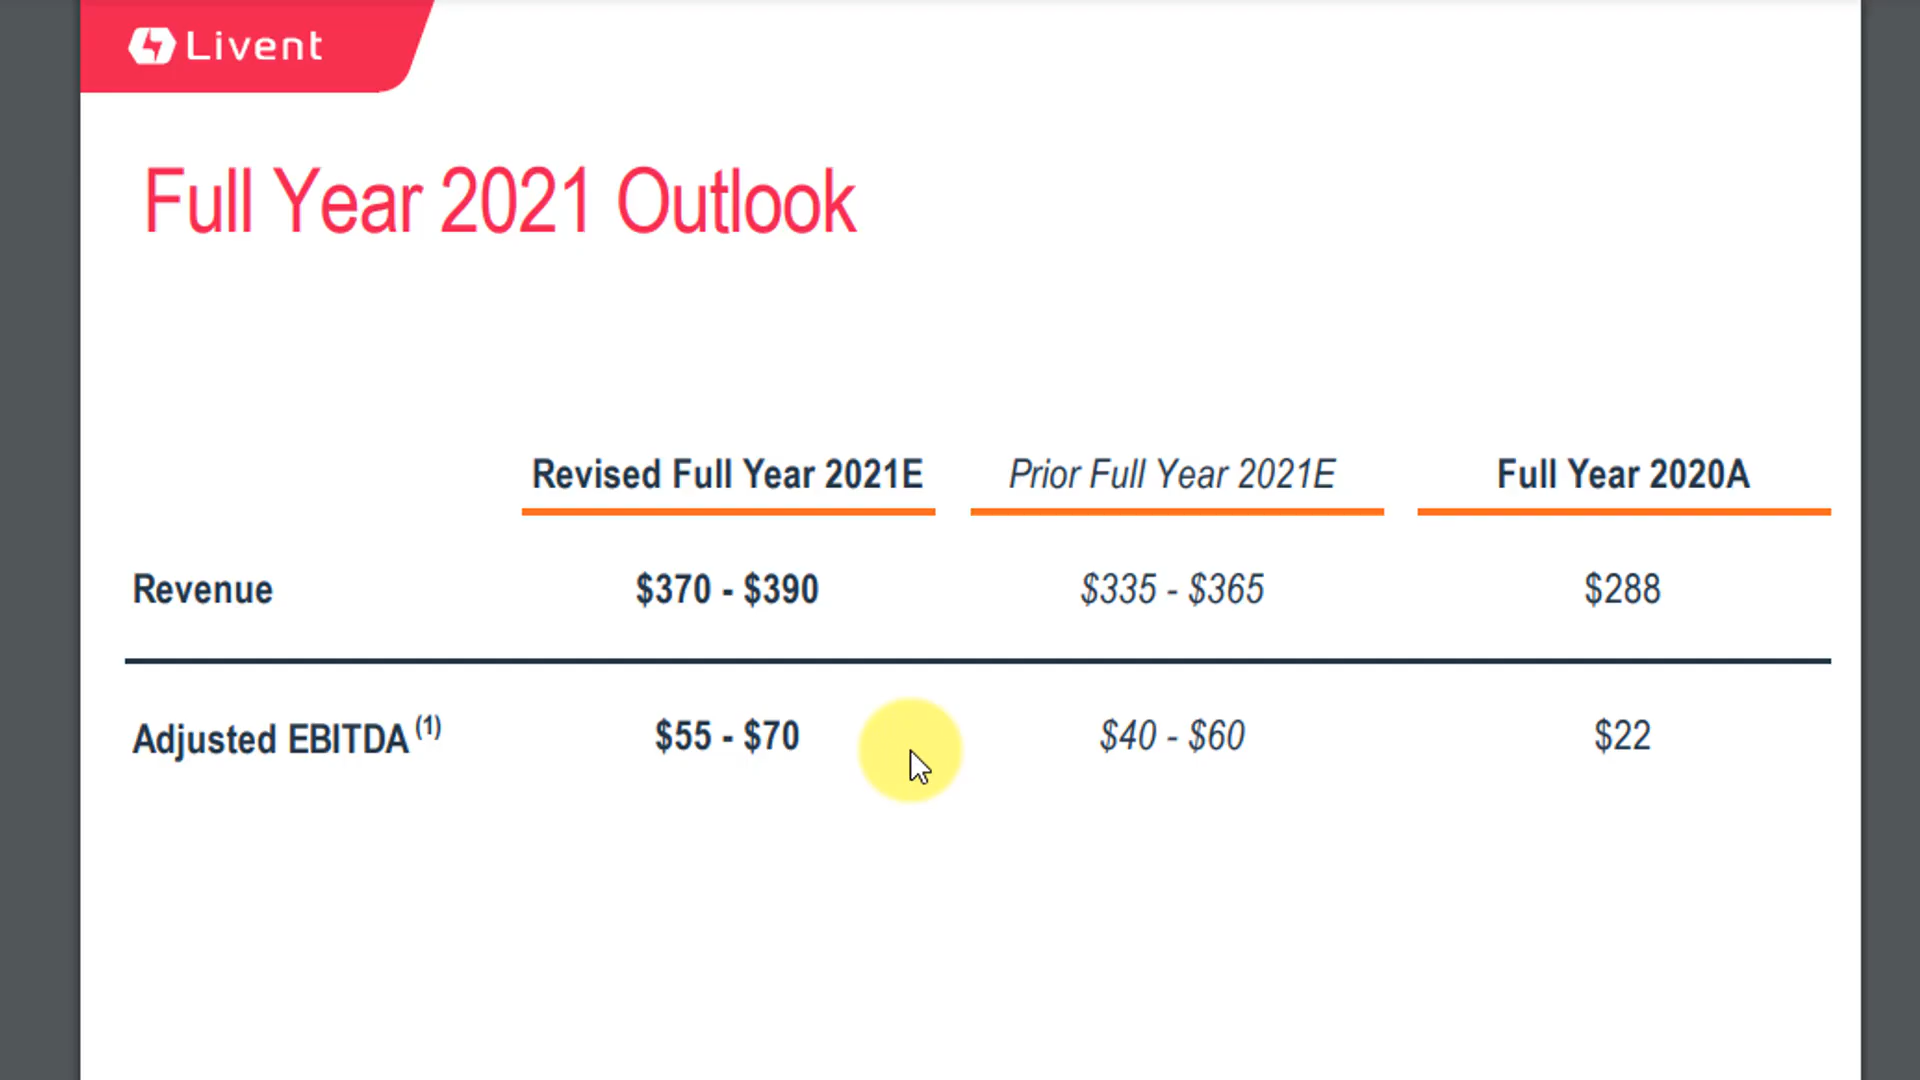 Livent
Full Year 2021 Outlook
Revised Full Year 2021E Prior Full Year 2021E Full Year 2020A
Revenue $370 - $390 $335 - $365 $288
Adjusted EBITDA (1) $55 - $70 $40 - $60 $22